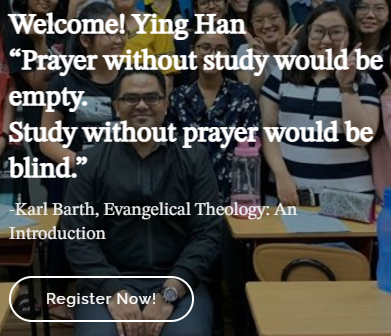 Welcome! Ying Han
“Prayer without study would be
empty.
Study without prayer would be
blind.”
-Karl Barth, Evangelical Theology: An
Introduction
Register Now!